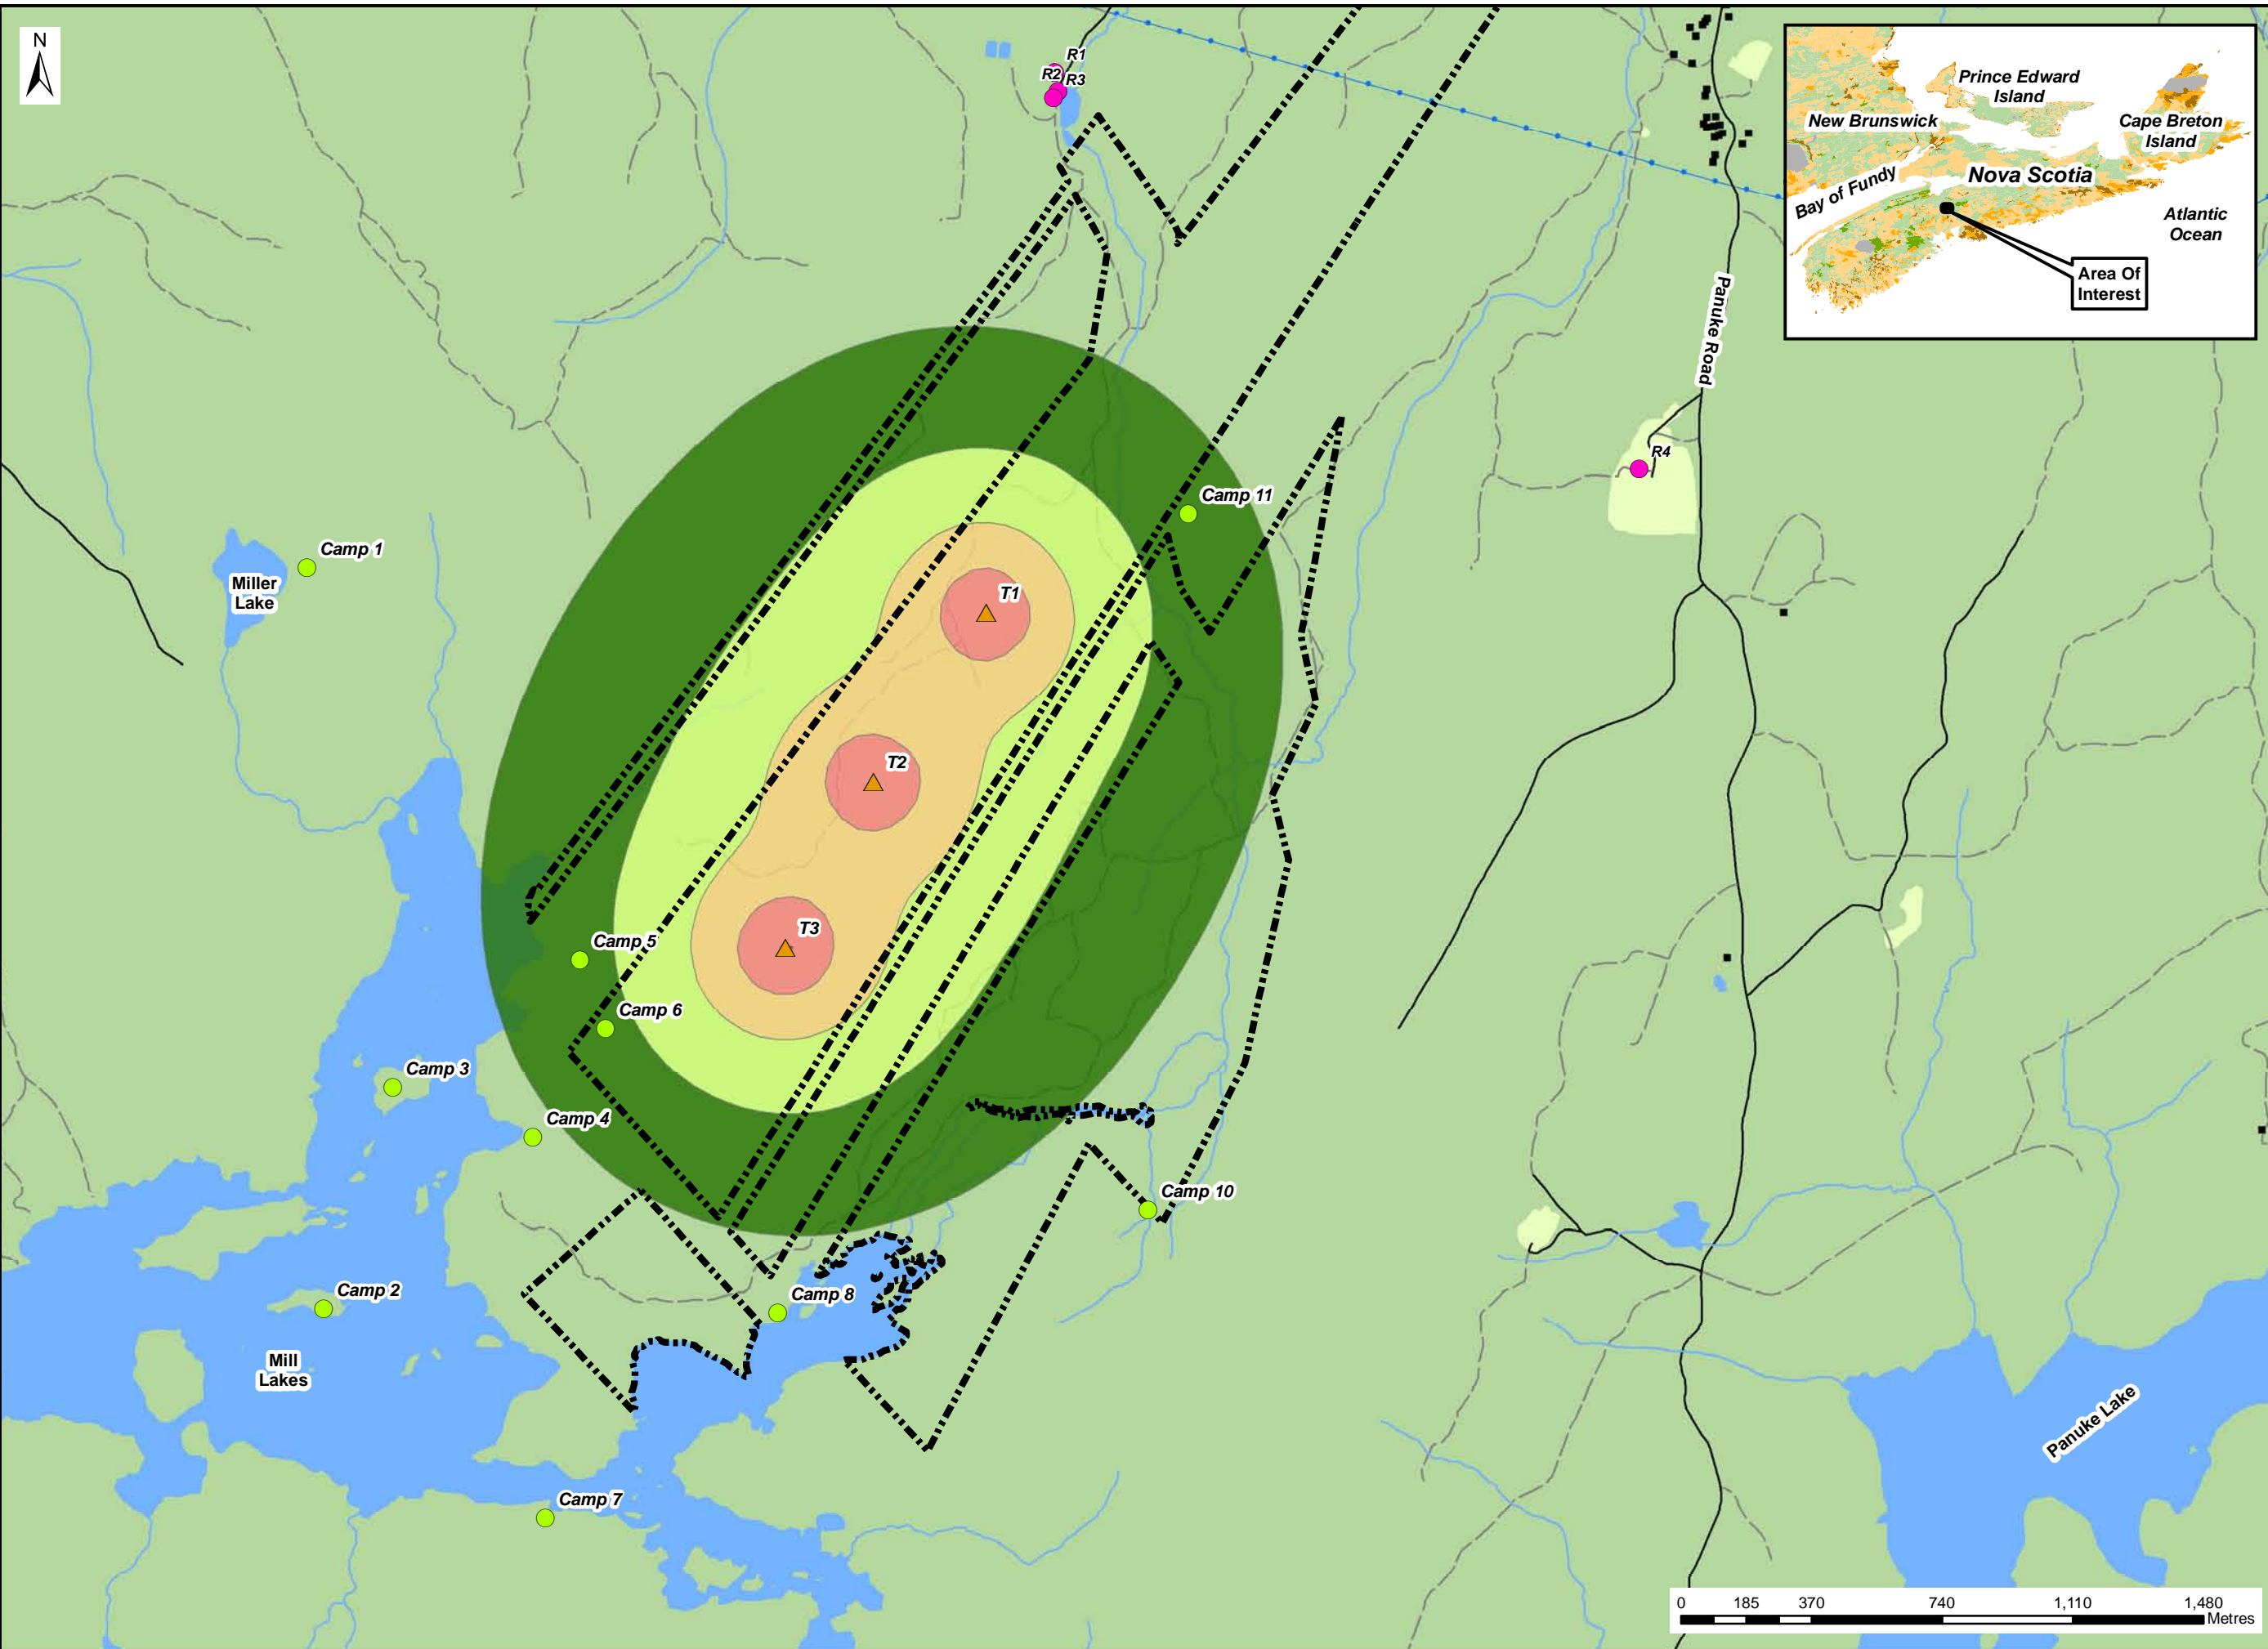 N
R1
R2
R3
Prince Edward
Island
New Brunswick
Cape Breton
Island
Nova Scotia
Bay of Fundy
Atlantic
Ocean
Area Of
Interest
Panuke Road
R4
Camp 11
Camp 1
Miller
Lake
T1
T2
T3
Camp 5
Camp 6
Camp 3
Camp 4
Camp 10
Camp 2
Camp 8
Mill
Lakes
Panuke Lake
Camp 7
0 185 370 740 1,110 1,480
Metres